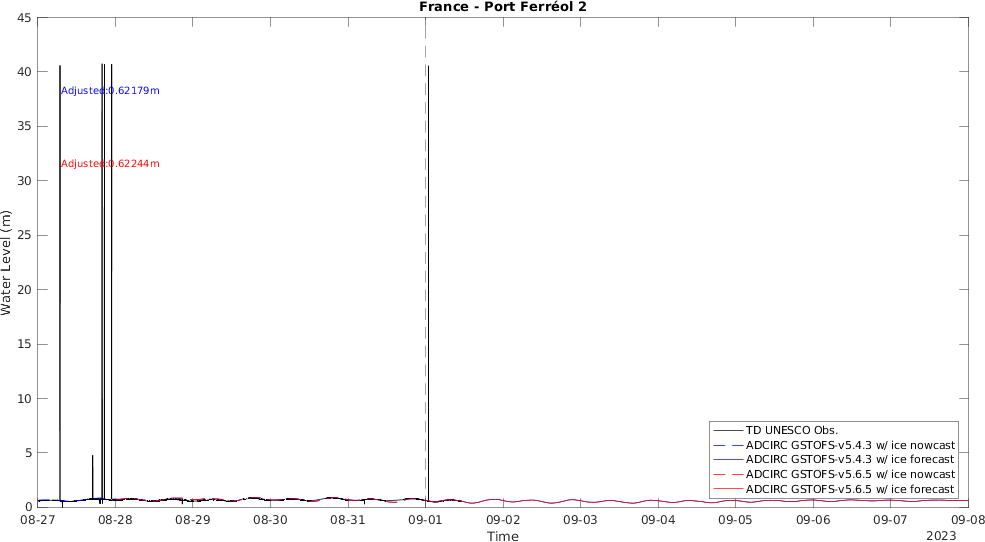 France - Port Ferréol 2
45
40
35
30
25
20
15
10
5
0
Water Level (m)
Adjusted:0.62179m
Adjusted:0.62244m
TD UNESCO Obs.
ADCIRC GSTOFS-v5.4.3 w/ ice nowcast
ADCIRC GSTOFS-v5.4.3 w/ ice forecast
ADCIRC GSTOFS-v5.6.5 w/ ice nowcast
ADCIRC GSTOFS-v5.6.5 w/ ice forecast
08-27 08-28 08-29 08-30 08-31 09-01 09-02 09-03 09-04 09-05 09-06 09-07 09-08
Time
2023